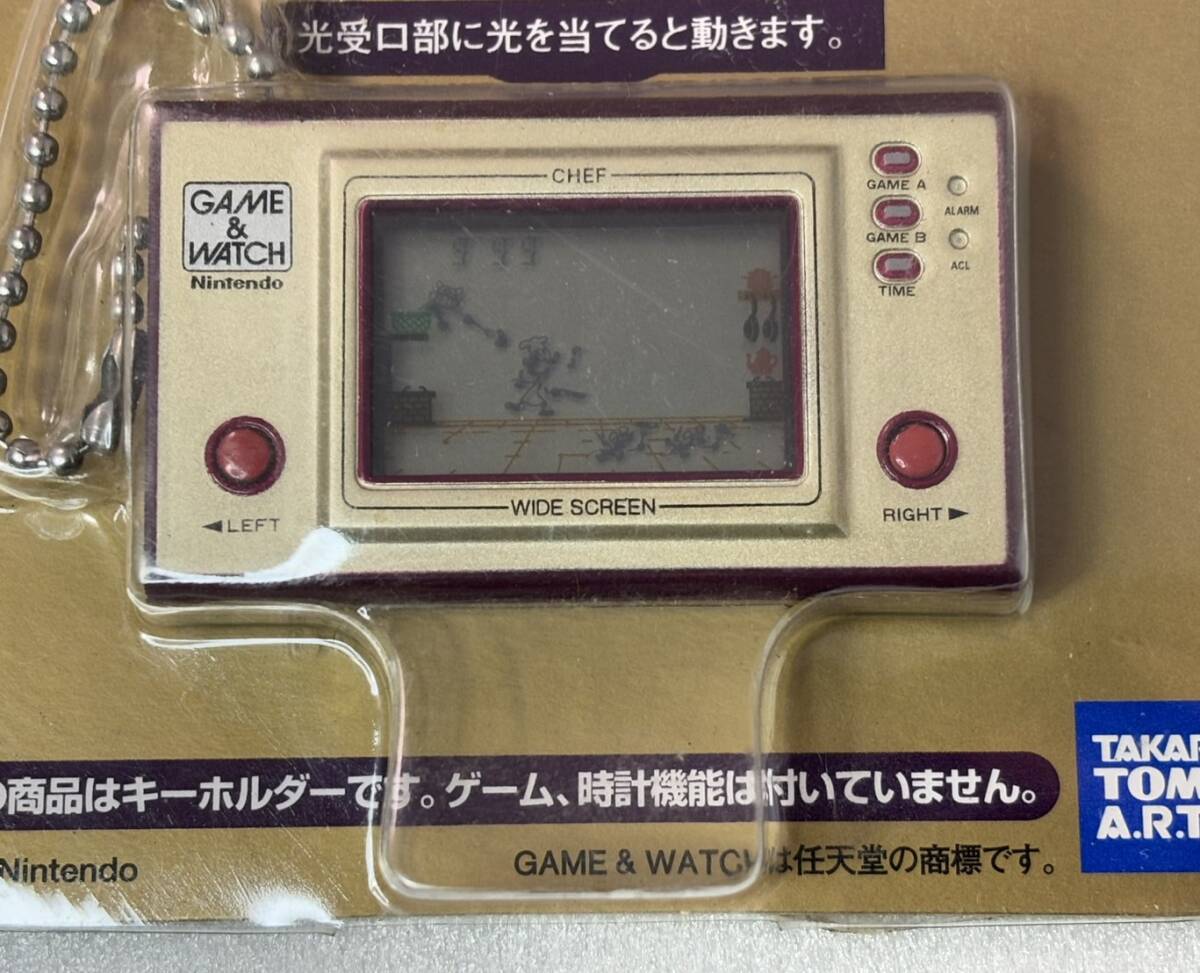 光受口部に光を当てると動きます。
CHEF
GAME
&
WATCH
Nintendo
GAME A
ALARM
GAME B
ACL
TIME
◄LEFT
WIDE SCREEN
RIGHT►
商品はキーホルダーです。ゲーム、時計機能は付いていません。
Nintendo
GAME & WATCHは任天堂の商標です。
TOM
A.R.T